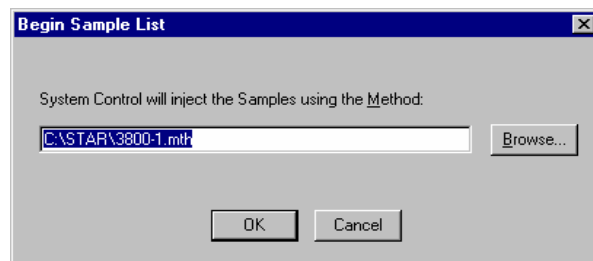 Begin Sample List
System Control will inject the Samples using the Method:
C:\STAR\3800-1.mth
Browse...
OK
Cancel